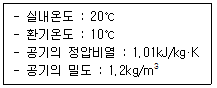 - 실내온도 : 20℃
- 환기온도 : 10℃
- 공기의 정압비열 : 1.01kJ/kg·K
- 공기의 밀도 : 1.2kg/m³